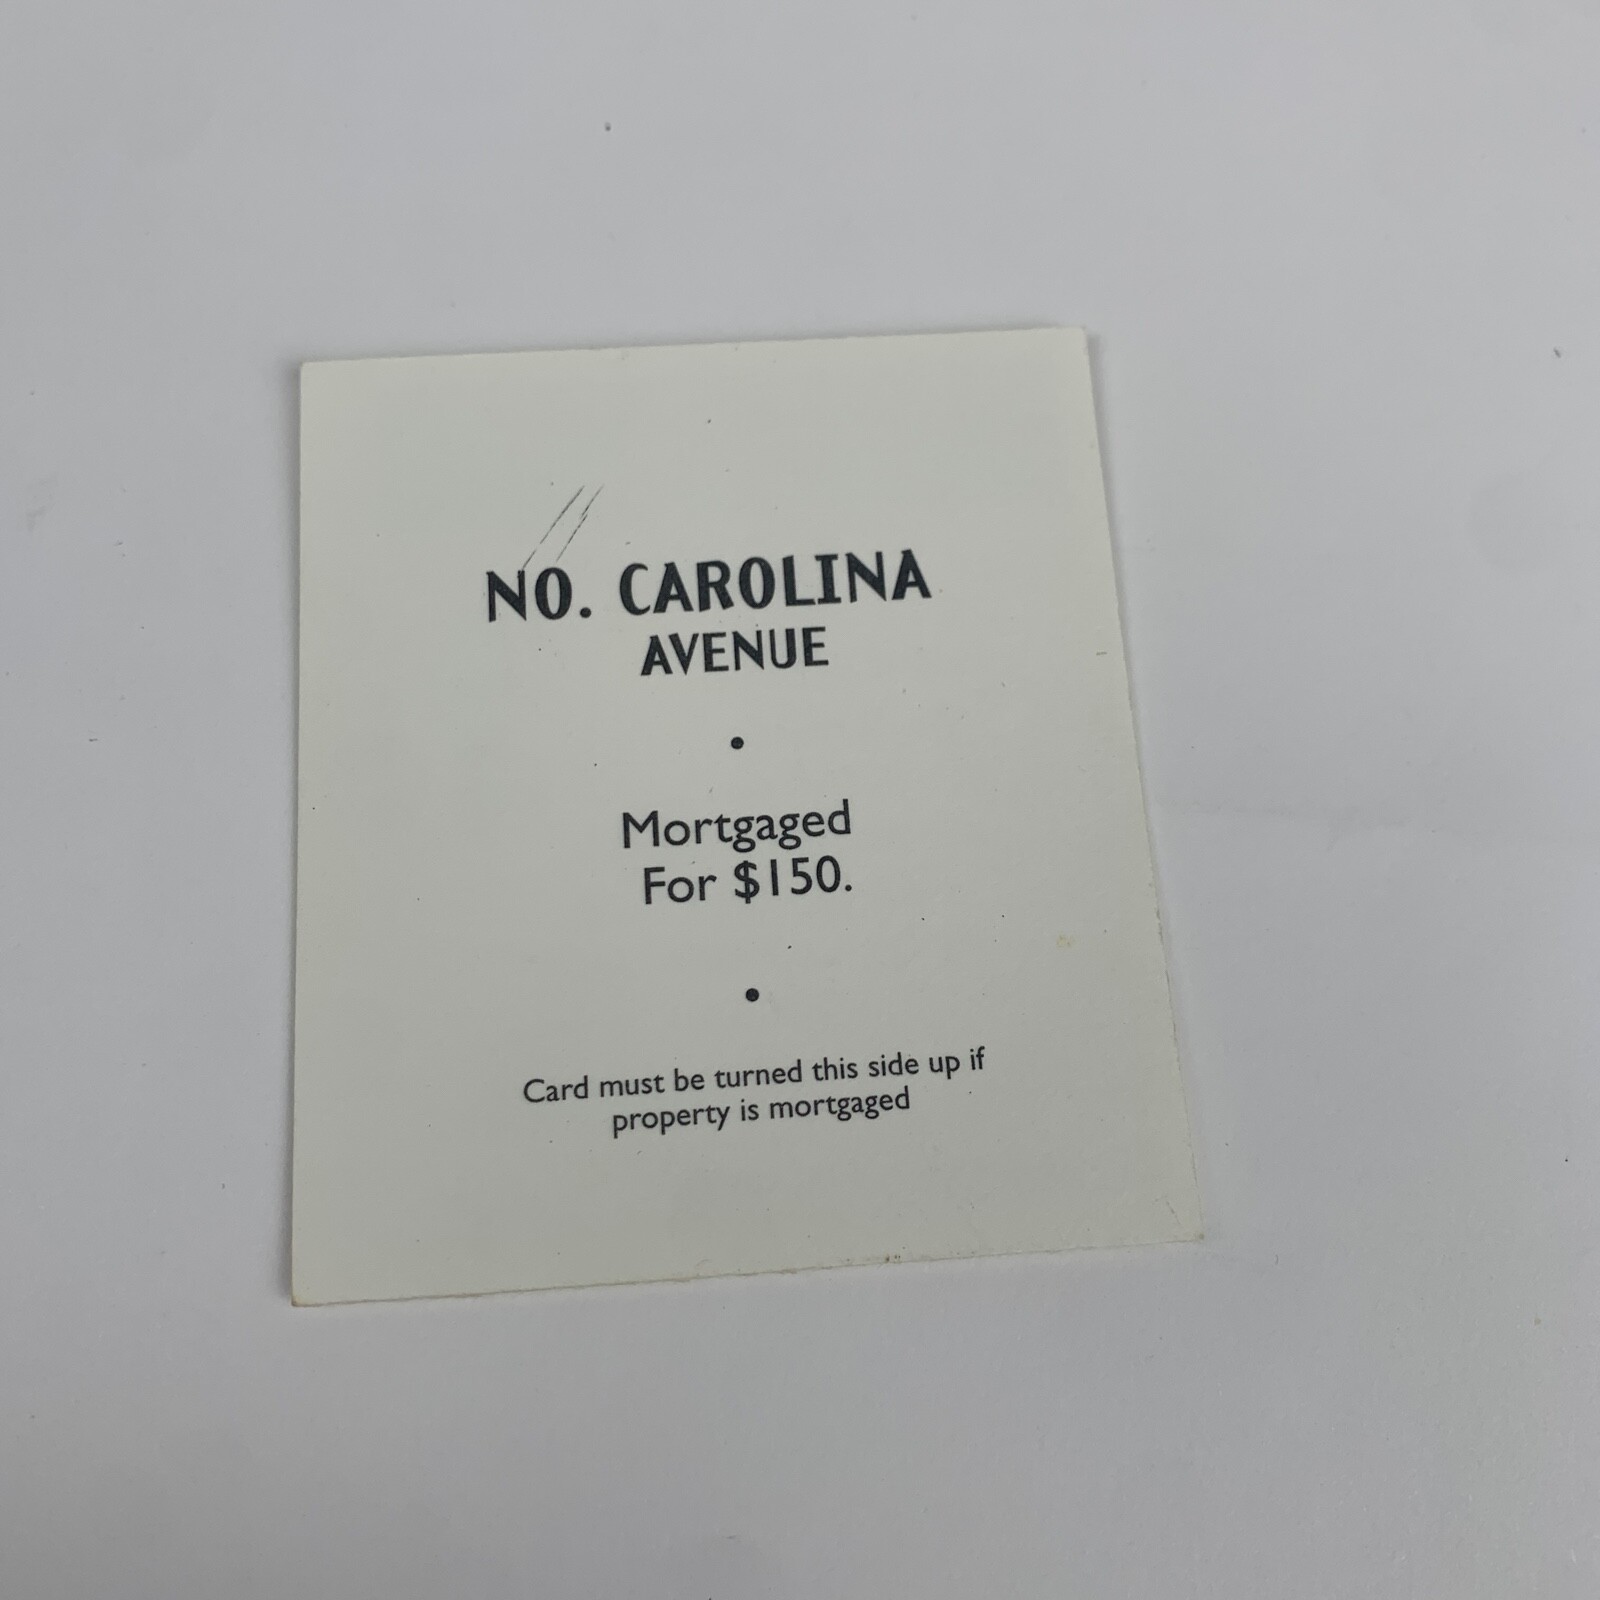 NO. CAROLINA
AVENUE
•
Mortgaged
For $150.
•
Card must be turned this side up if
property is mortgaged